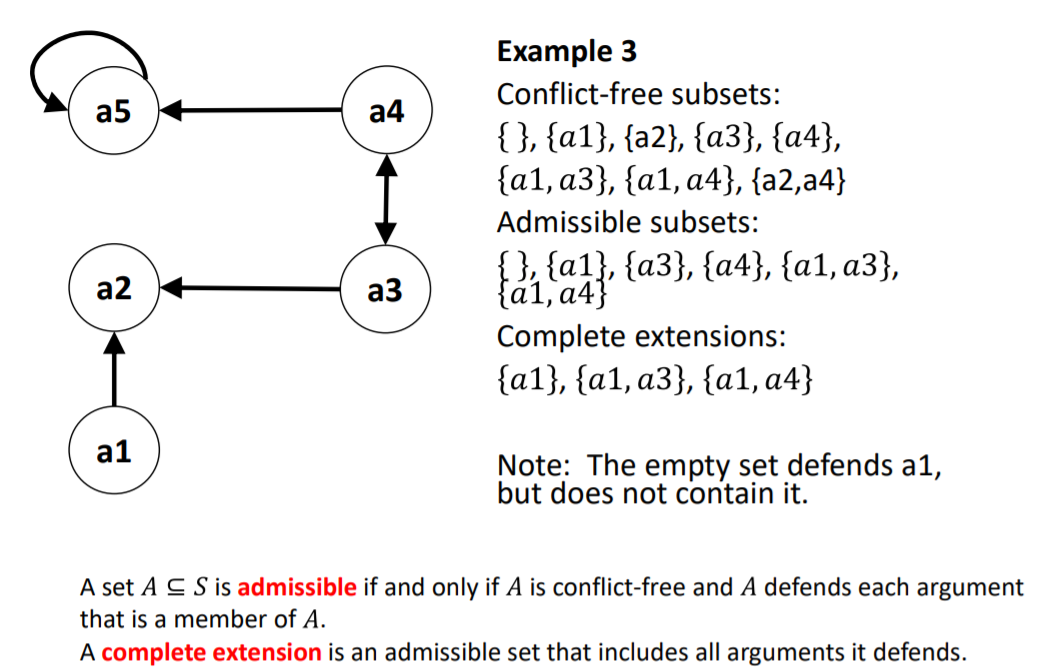 a5
a4
a2
a3
a1
Example 3
Conflict-free subsets:
{ }, {a1}, {a2}, {a3}, {a4},
{a1, a3}, {a1, a4}, {a2,a4}
Admissible subsets:
{ }, {a1}, {a3}, {a4}, {a1, a3},
{a1, a4}
Complete extensions:
{a1}, {a1, a3}, {a1, a4}
Note: The empty set defends a1,
but does not contain it.
A set A ⊆ S is admissible if and only if A is conflict-free and A defends each argument
that is a member of A.
A complete extension is an admissible set that includes all arguments it defends.